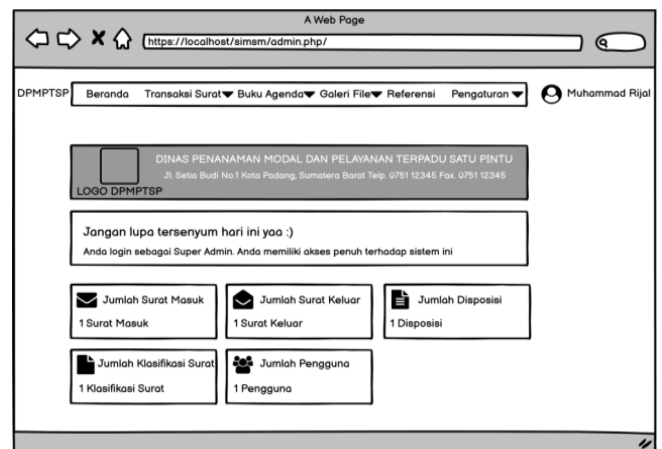 A Web Page
https://localhost/simsm/admin.php/
DPMPTSP Beranda Transaksi Surat Buku Agenda Galeri File Referensi Pengaturan Muhammad Rijal
DINAS PENANAMAN MODAL DAN PELAYANAN TERPADU SATU PINTU
Jl. Setia Budi No.1 Kota Padang, Sumatera Barat Telp. 0751 12345 Fax. 0751 12345
LOGO DPMPTSP
Jangan lupa tersenyum hari ini yaa :)
Anda login sebagai Super Admin. Anda memiliki akses penuh terhadap sistem ini
Jumlah Surat Masuk
1 Surat Masuk
Jumlah Surat Keluar
1 Surat Keluar
Jumlah Disposisi
1 Disposisi
Jumlah Klasifikasi Surat
1 Klasifikasi Surat
Jumlah Pengguna
1 Pengguna